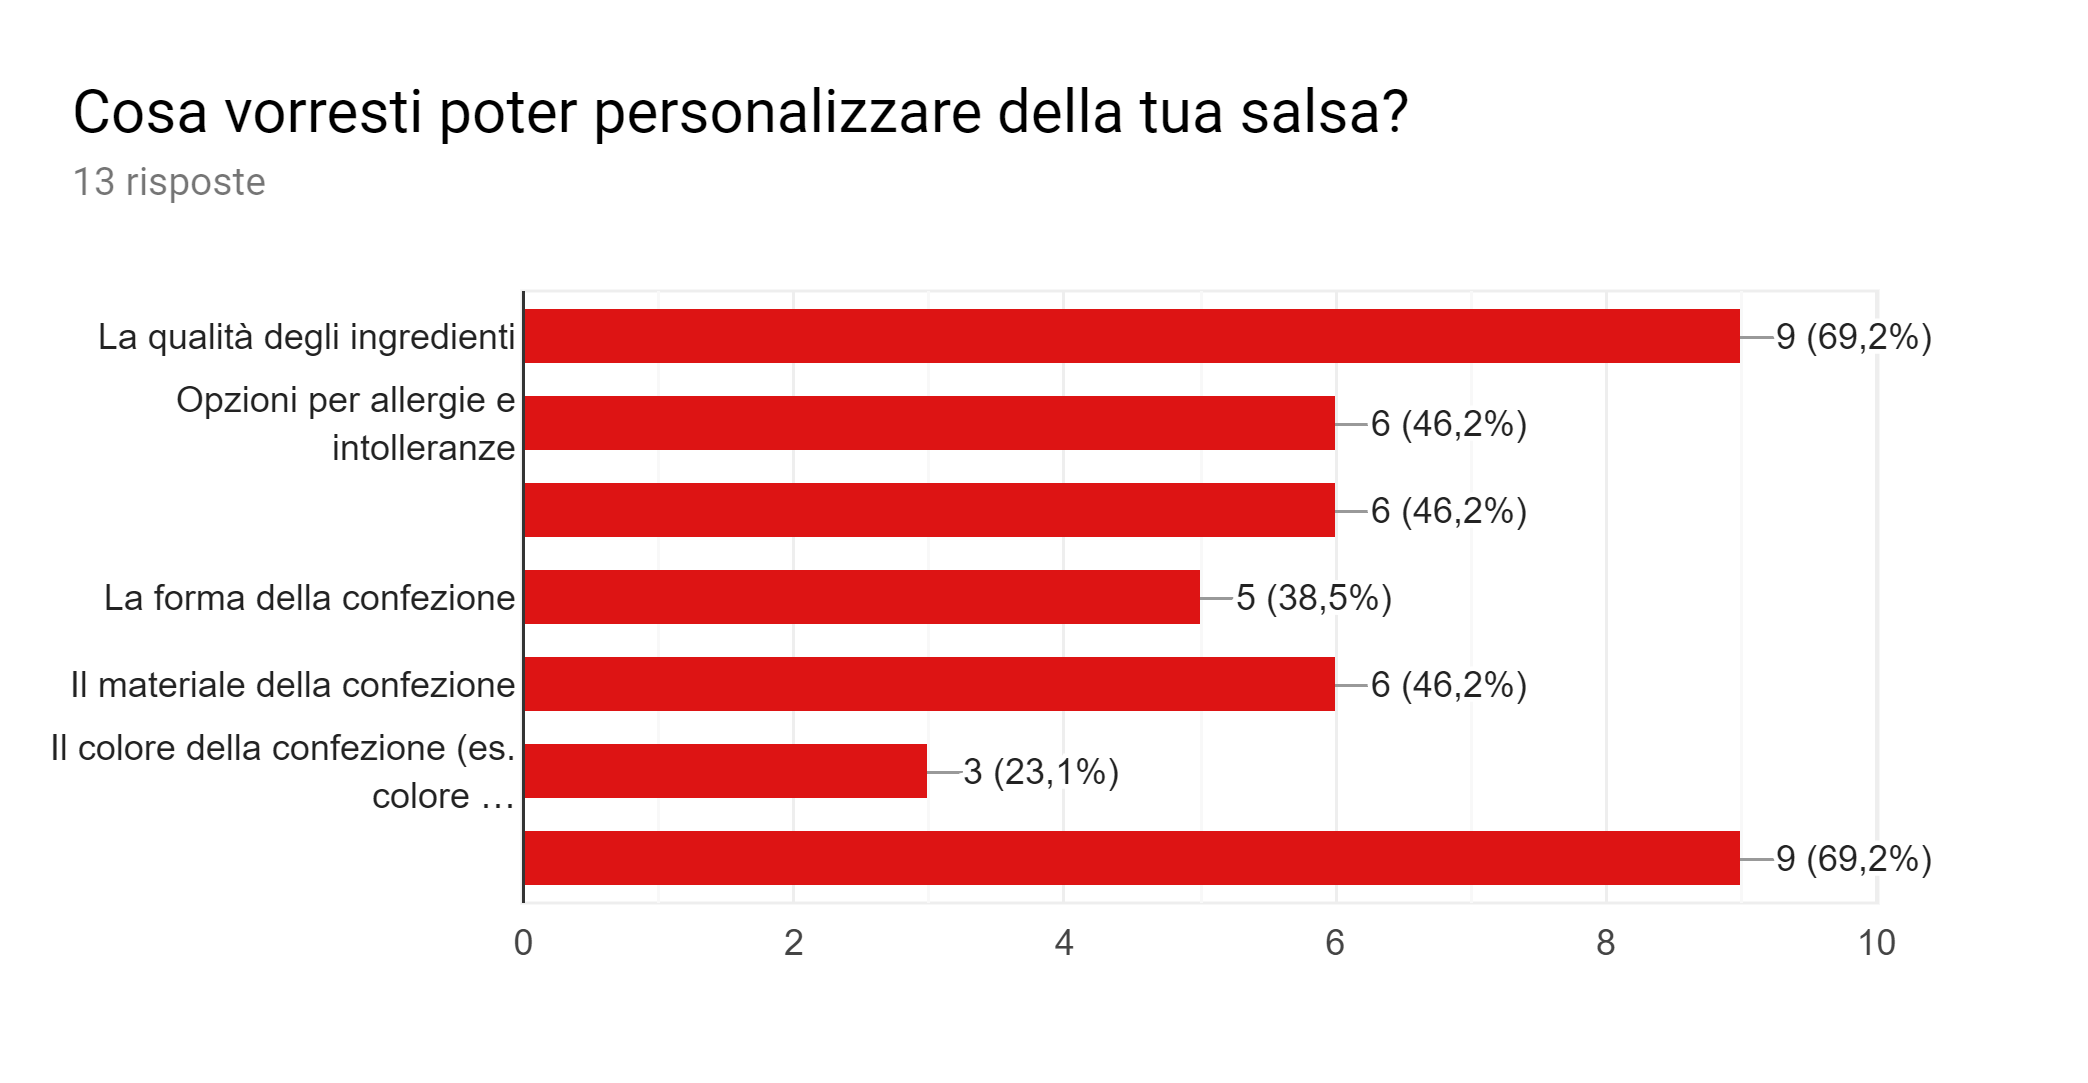 Cosa vorresti poter personalizzare della tua salsa?
13 risposte
La qualità degli ingredienti
9 (69,2%)
Opzioni per allergie e
intolleranze
6 (46,2%)
6 (46,2%)
La forma della confezione
5 (38,5%)
Il materiale della confezione
6 (46,2%)
Il colore della confezione (es.
colore …
3 (23,1%)
9 (69,2%)
0 2 4 6 8 10